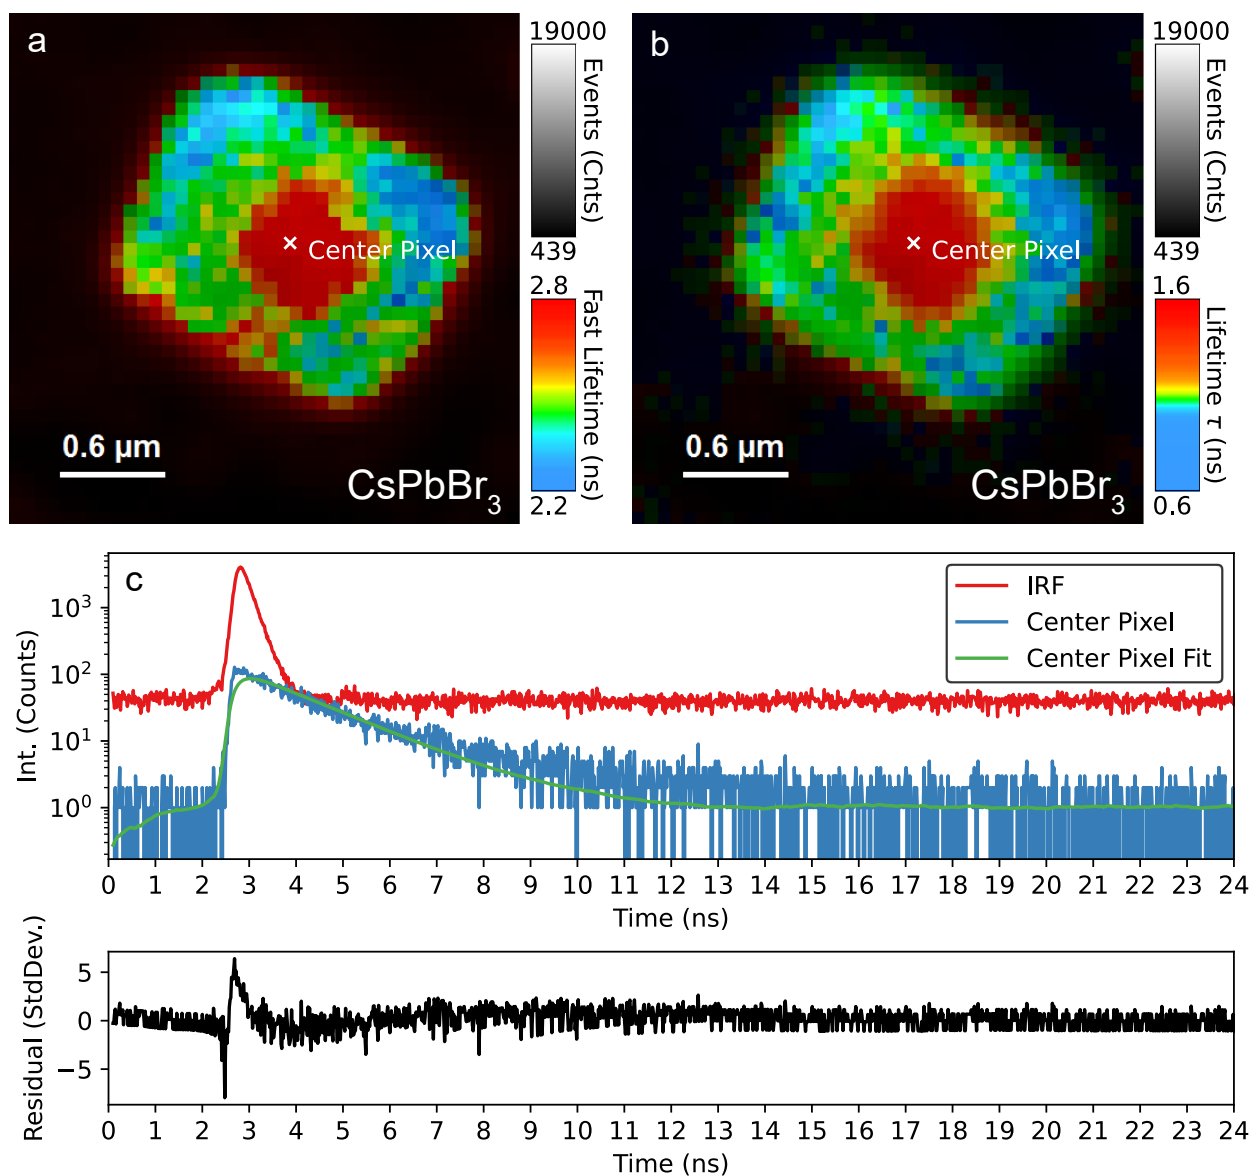 a
19000
Events (Cnts)
439
2.8
Fast Lifetime (ns)
2.2
× Center Pixel
0.6 µm
CsPbBr₃
b
19000
Events (Cnts)
439
1.6
Lifetime τ (ns)
0.6
× Center Pixel
0.6 µm
CsPbBr₃
c
IRF
Center Pixel
Center Pixel Fit
Int. (Counts)
10³
10²
10¹
10⁰
0 1 2 3 4 5 6 7 8 9 10 11 12 13 14 15 16 17 18 19 20 21 22 23 24
Time (ns)
Residual (StdDev.)
5
0
−5
0 1 2 3 4 5 6 7 8 9 10 11 12 13 14 15 16 17 18 19 20 21 22 23 24
Time (ns)